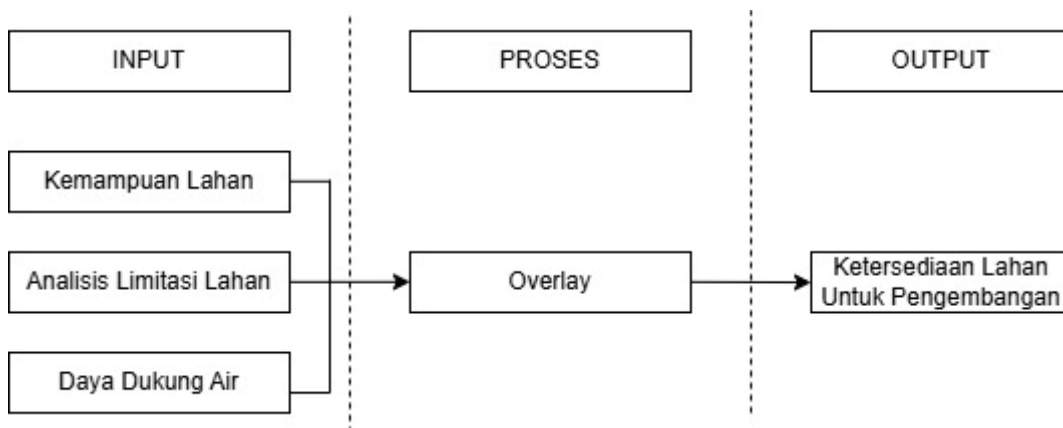 INPUT
PROSES
OUTPUT
Kemampuan Lahan
Analisis Limitasi Lahan
Overlay
Ketersediaan Lahan
Untuk Pengembangan
Daya Dukung Air